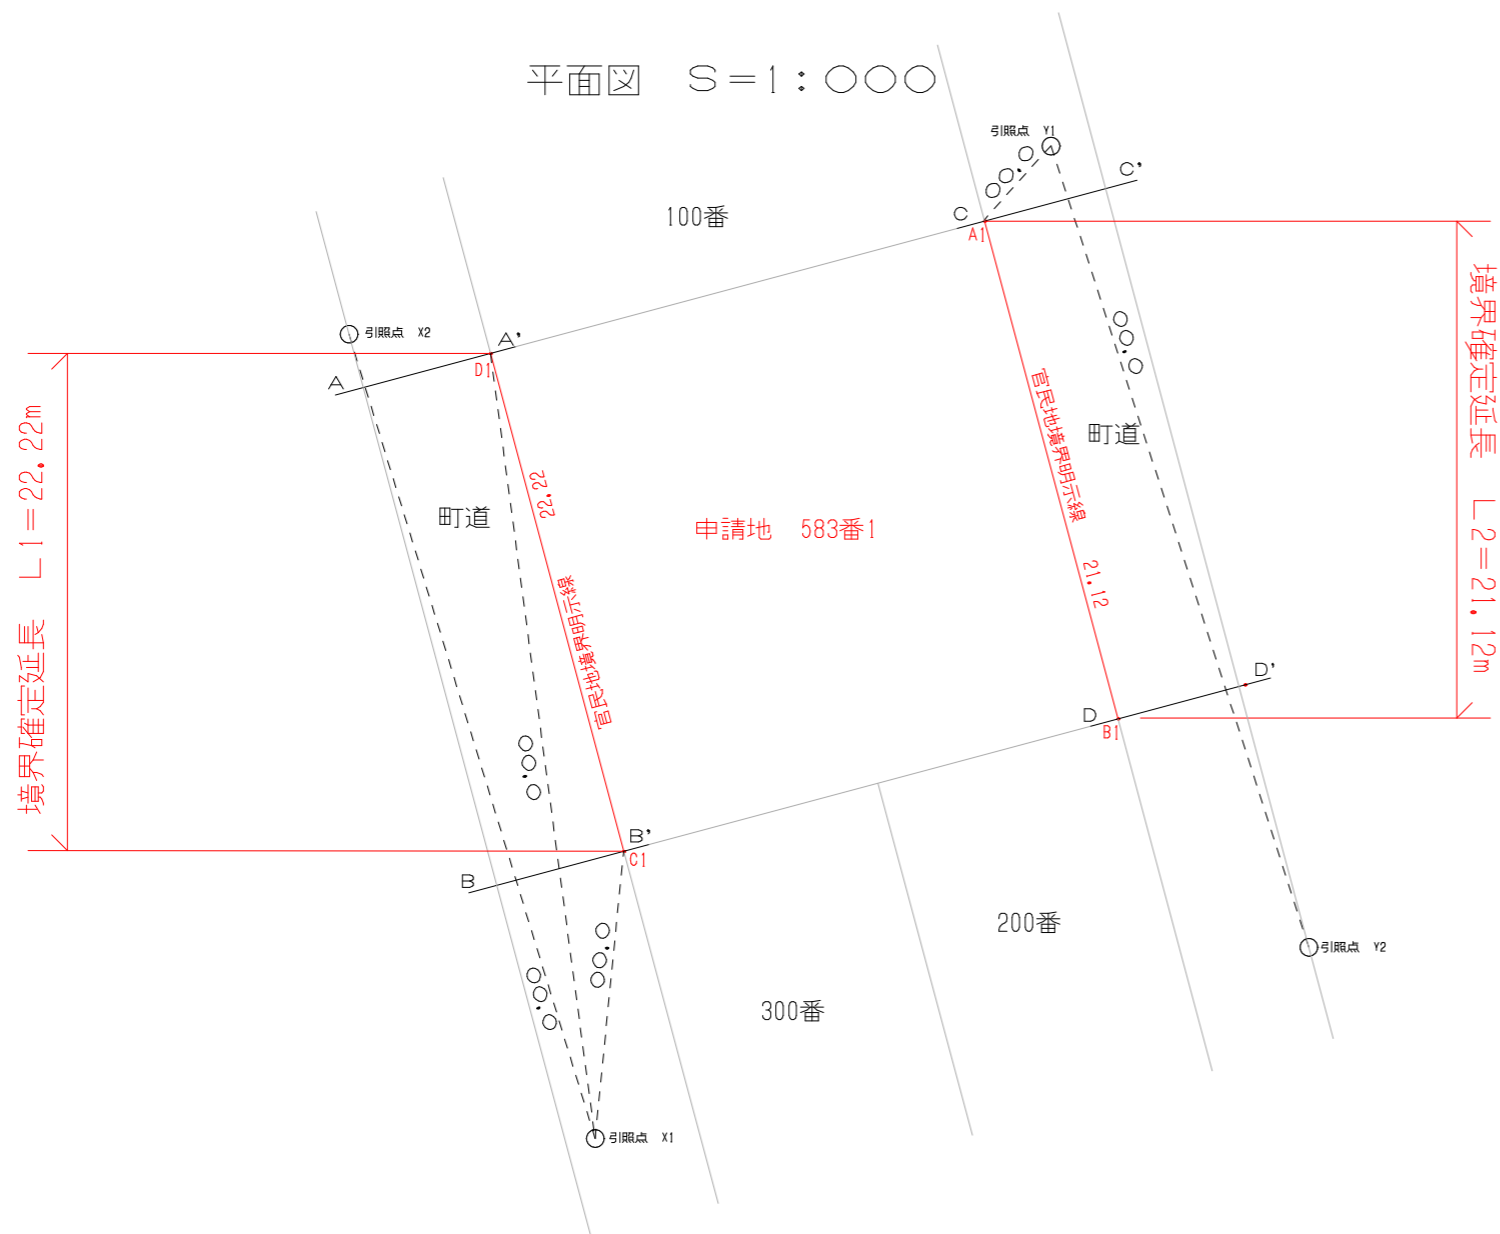 平面図　S=1:○○○
引照点　Y1
○○.○
C'
100番
C
A1
引照点　X2
A'
D1
A
境界確定延長　L1=22.22m
境界確定延長　L2=21.12m
○○.○
官民地境界明示線　21.12
町道
22.22
官民地境界明示線
町道
申請地　583番1
D'
D
B1
○○.○
B'
C1
B
200番
引照点　Y2
○○.○
○○.○
300番
引照点　X1